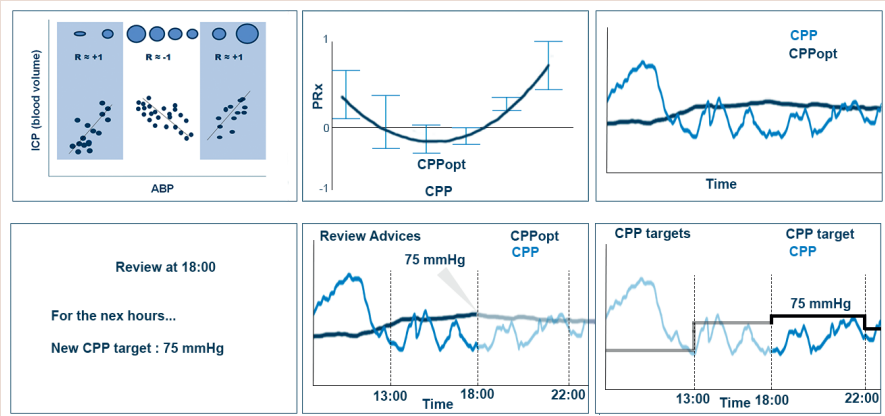 R ≈ +1
R ≈ -1
R ≈ +1
ICP (blood volume)
ABP
1
PRx
0
CPPopt
-1
CPP
CPP
CPPopt
Time
Review at 18:00
For the nex hours...
New CPP target : 75 mmHg
Review Advices
CPPopt
CPP
75 mmHg
13:00
18:00
22:00
Time
CPP targets
CPP target
CPP
75 mmHg
13:00
Time
18:00
22:00